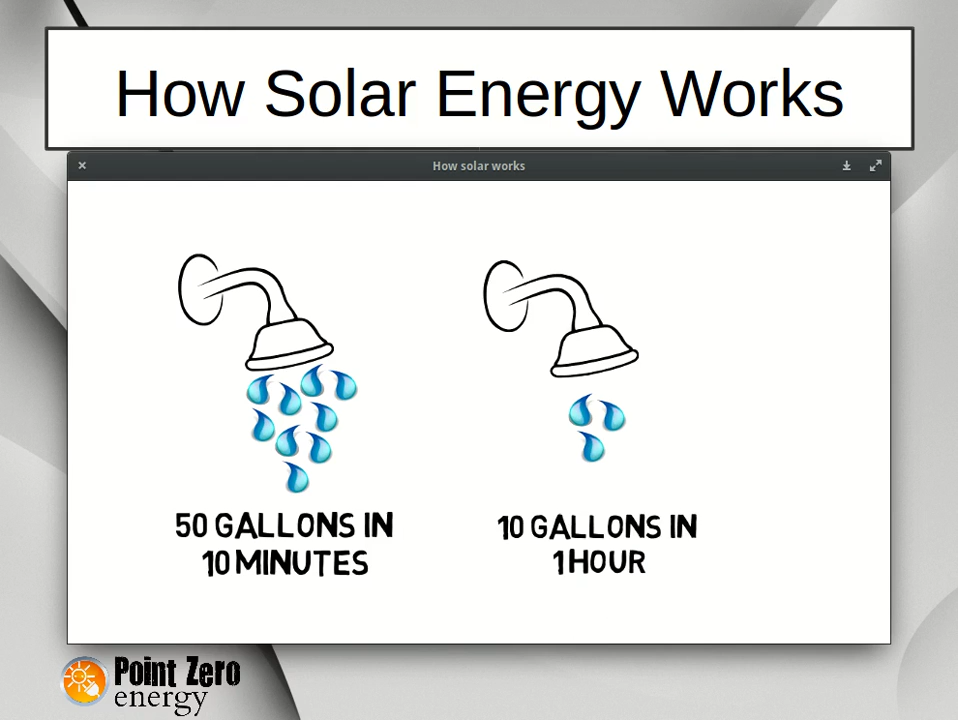 How Solar Energy Works
How solar works
50 GALLONS IN
10 MINUTES
10 GALLONS IN
1 HOUR
Point Zero
energy